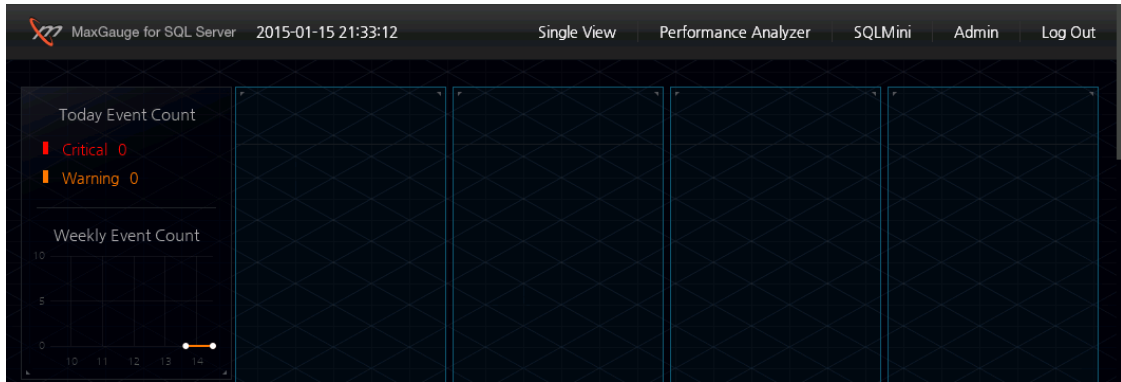 MaxGauge for SQL Server 2015-01-15 21:33:12 Single View Performance Analyzer SQLMini Admin Log Out
Today Event Count
Critical 0
Warning 0
Weekly Event Count
10
5
0
10 11 12 13 14